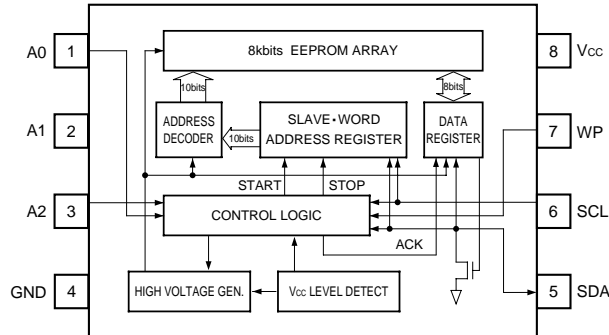 8kbits EEPROM ARRAY
A0 1
8 Vcc
10bits
8bits
A1 2
ADDRESS
DECODER
10bits
SLAVE・WORD
ADDRESS REGISTER
DATA
REGISTER
7 WP
START
STOP
A2 3
CONTROL LOGIC
6 SCL
ACK
GND 4
HIGH VOLTAGE GEN.
Vcc LEVEL DETECT
5 SDA